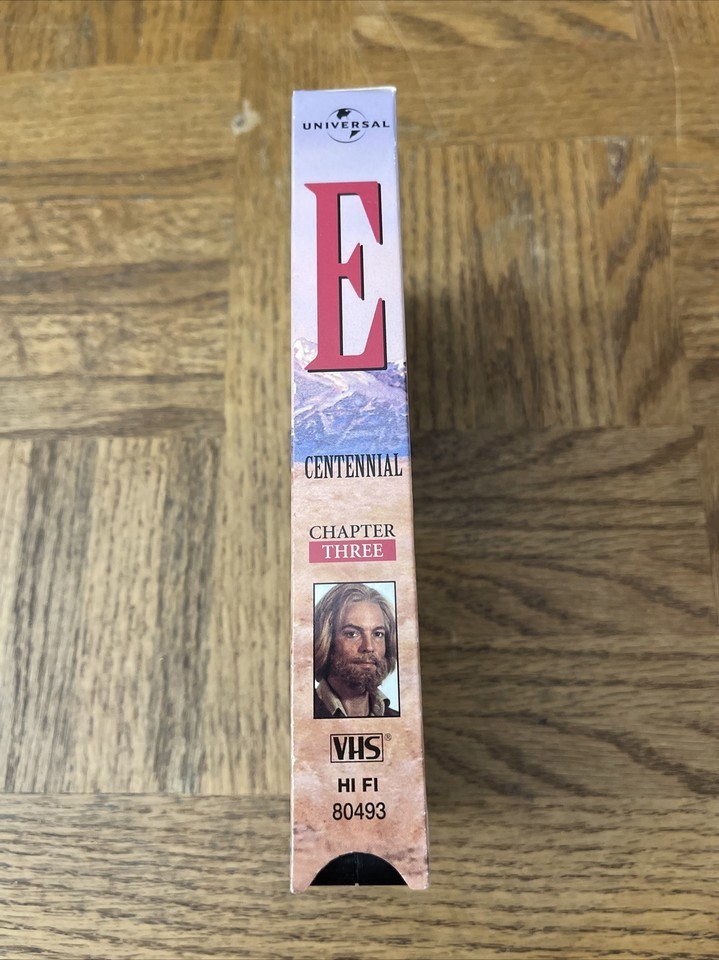 UNIVERSAL
E
CENTENNIAL
CHAPTER
THREE
VHS®
HI FI
80493